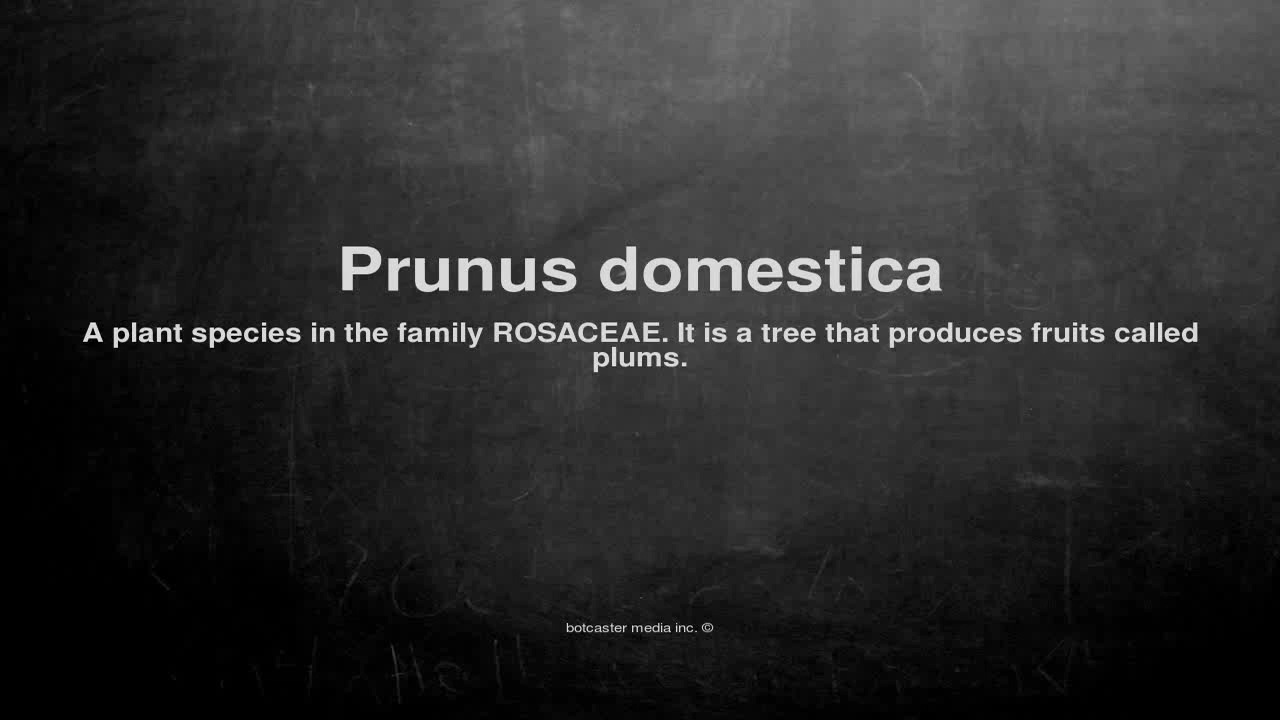 Prunus domestica
A plant species in the family ROSACEAE. It is a tree that produces fruits called
plums.
botcaster media inc. ©